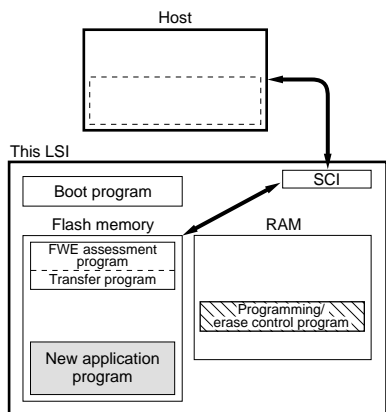 Host
This LSI
SCI
Boot program
Flash memory
RAM
FWE assessment
program
Transfer program
Programming/
erase control program
New application
program